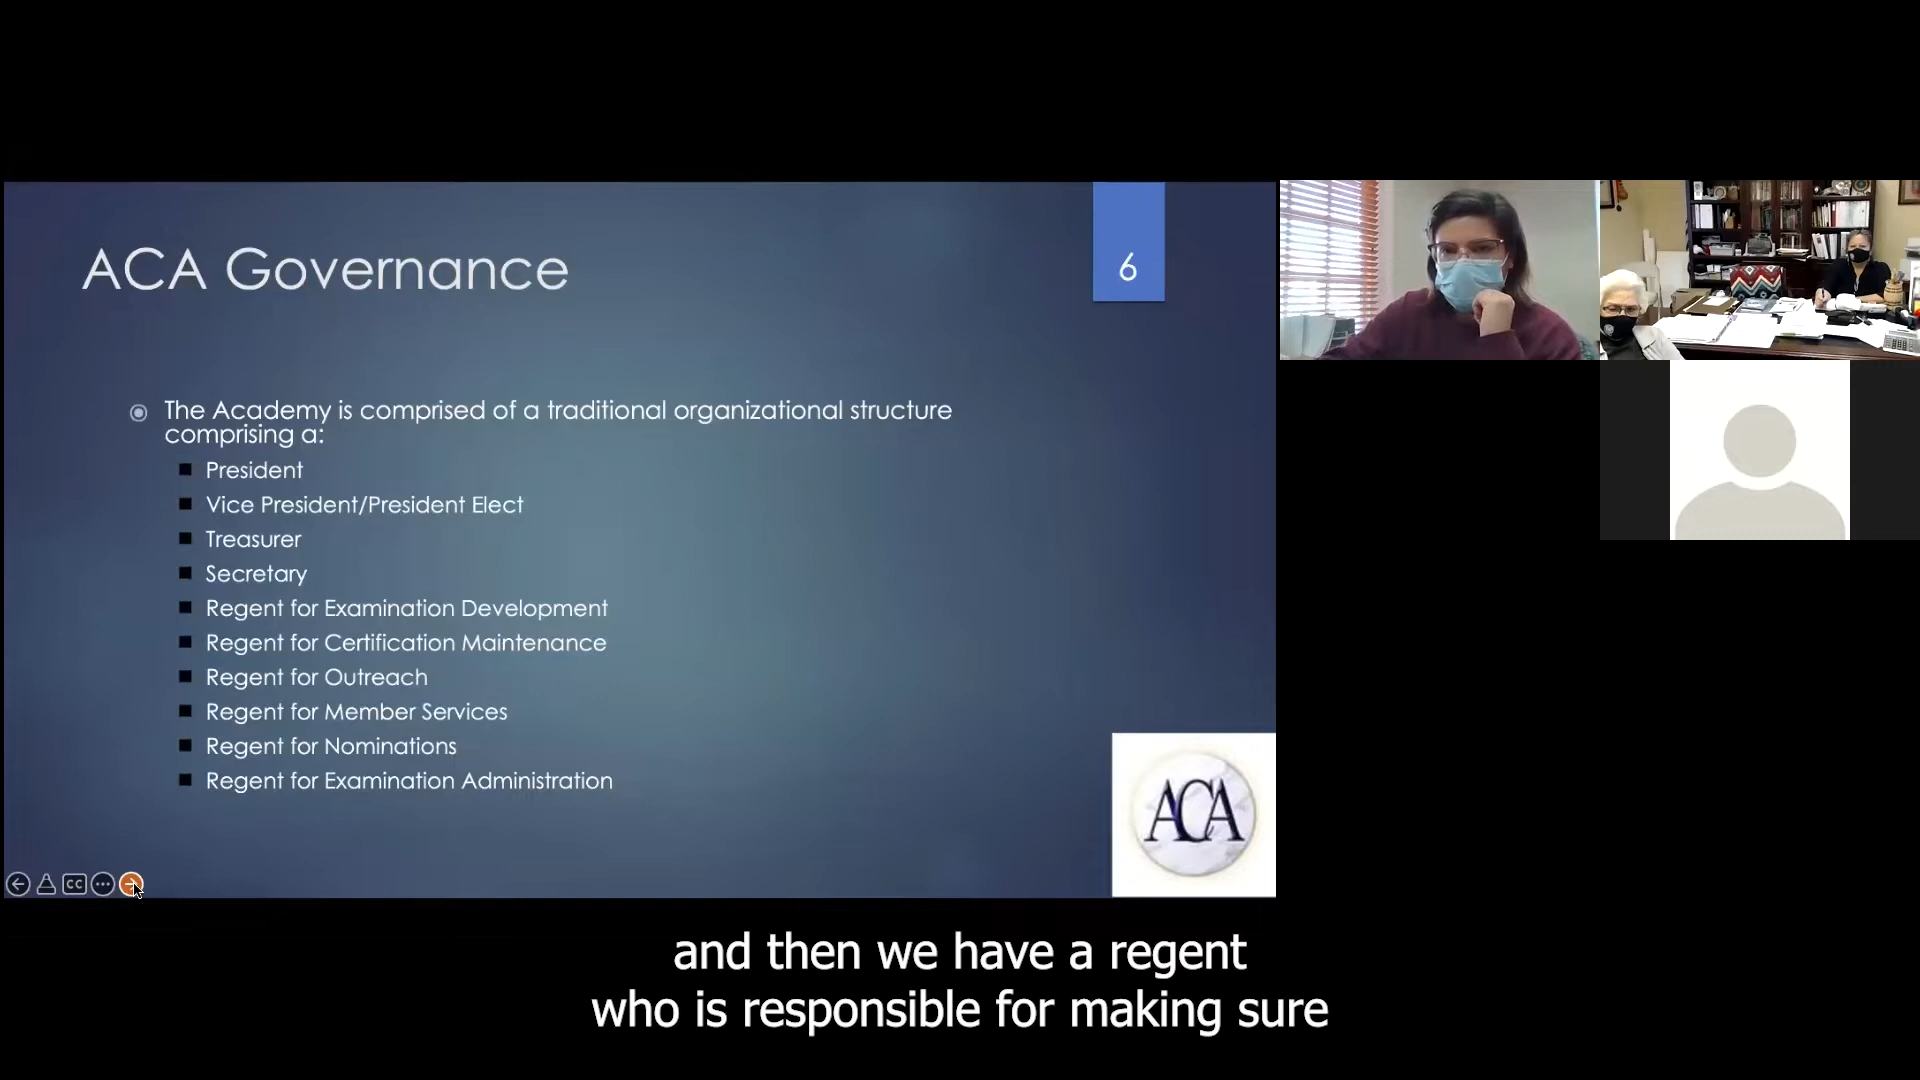 ACA Governance
6
The Academy is comprised of a traditional organizational structure
comprising a:
President
Vice President/President Elect
Treasurer
Secretary
Regent for Examination Development
Regent for Certification Maintenance
Regent for Outreach
Regent for Member Services
Regent for Nominations
Regent for Examination Administration
ACA
CC
and then we have a regent
who is responsible for making sure